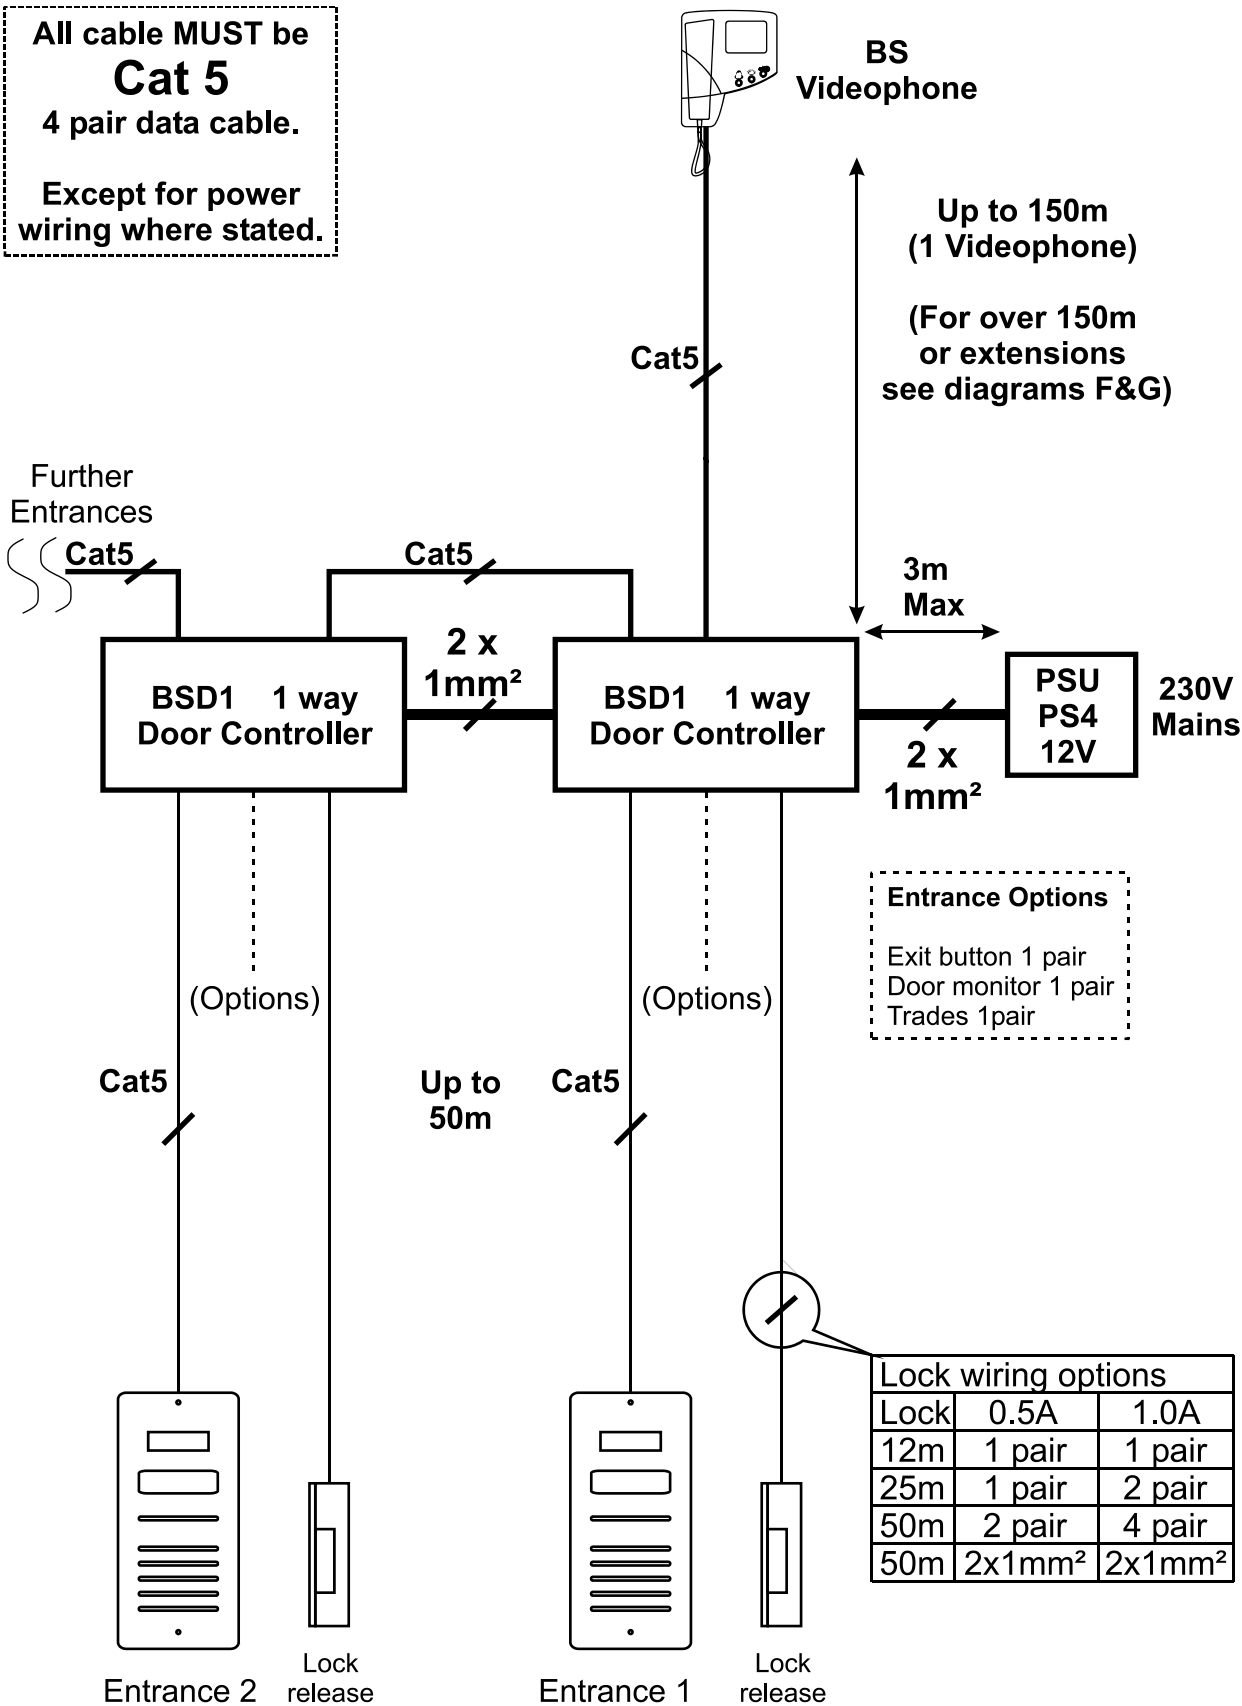 All cable MUST be
Cat 5
4 pair data cable.
Except for power
wiring where stated.
BS
Videophone
Up to 150m
(1 Videophone)
(For over 150m
or extensions
see diagrams F&G)
Cat5
Further
Entrances
Cat5
Cat5
3m
Max
2 x
1mm²
BSD1 1 way
Door Controller
BSD1 1 way
Door Controller
PSU
PS4
12V
230V
Mains
2 x
1mm²
Entrance Options
Exit button 1 pair
Door monitor 1 pair
Trades 1pair
(Options)
(Options)
Cat5
Up to
50m
Cat5
Lock wiring options
Lock 0.5A 1.0A
12m 1 pair 1 pair
25m 1 pair 2 pair
50m 2 pair 4 pair
50m 2x1mm² 2x1mm²
Entrance 2
Lock
release
Entrance 1
Lock
release